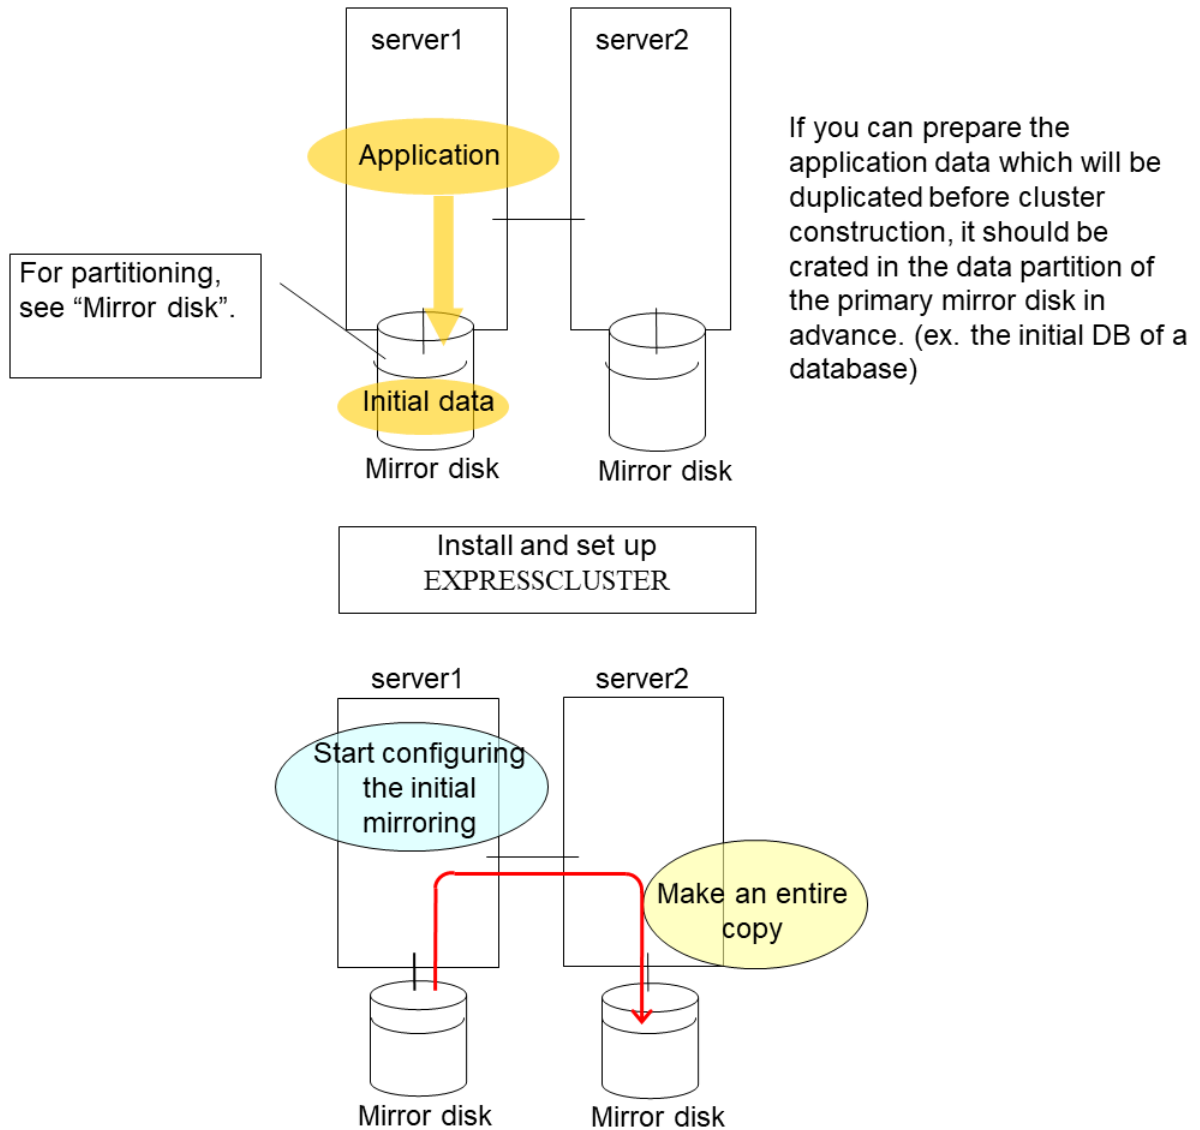 server1
server2
Application
If you can prepare the
application data which will be
duplicated before cluster
construction, it should be
crated in the data partition of
the primary mirror disk in
advance. (ex. the initial DB of a
database)
For partitioning,
see “Mirror disk”.
Initial data
Mirror disk
Mirror disk
Install and set up
EXPRESSCLUSTER
server1
server2
Start configuring
the initial
mirroring
Make an entire
copy
Mirror disk
Mirror disk